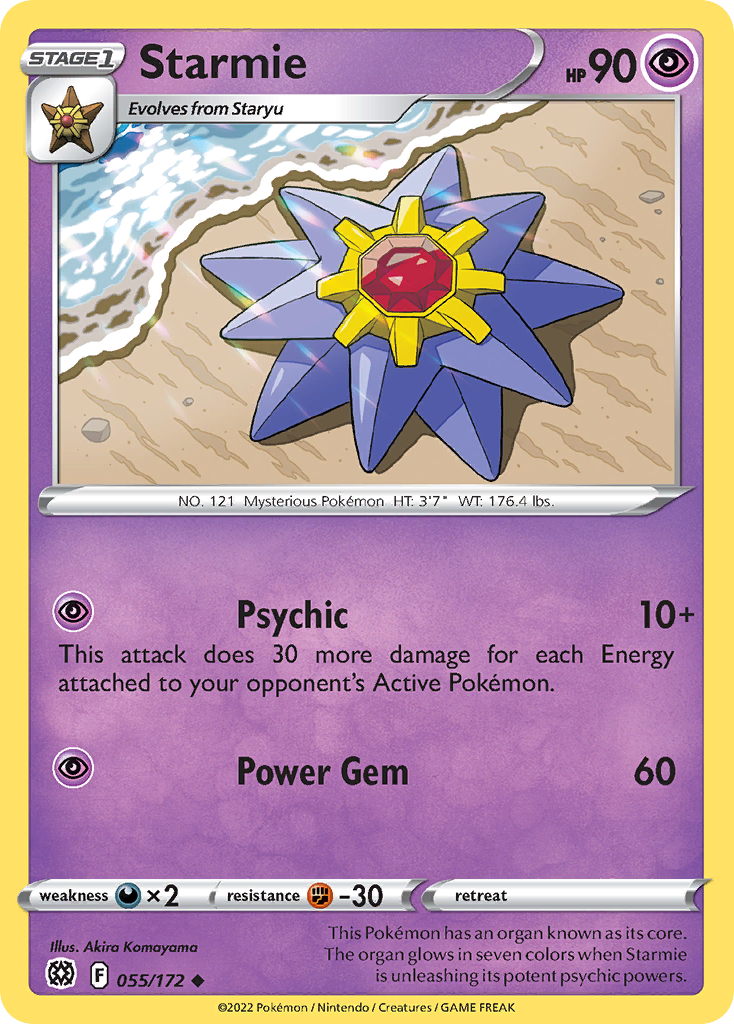 STAGE1
Starmie
HP 90
Evolves from Staryu
NO. 121 Mysterious Pokémon HT: 3'7" WT: 176.4 lbs.
Psychic 10+
This attack does 30 more damage for each Energy
attached to your opponent's Active Pokémon.
Power Gem 60
weakness ×2 resistance -30 retreat
Illus. Akira Komayama
F 055/172
This Pokémon has an organ known as its core.
The organ glows in seven colors when Starmie
is unleashing its potent psychic powers.
©2022 Pokémon / Nintendo / Creatures / GAME FREAK